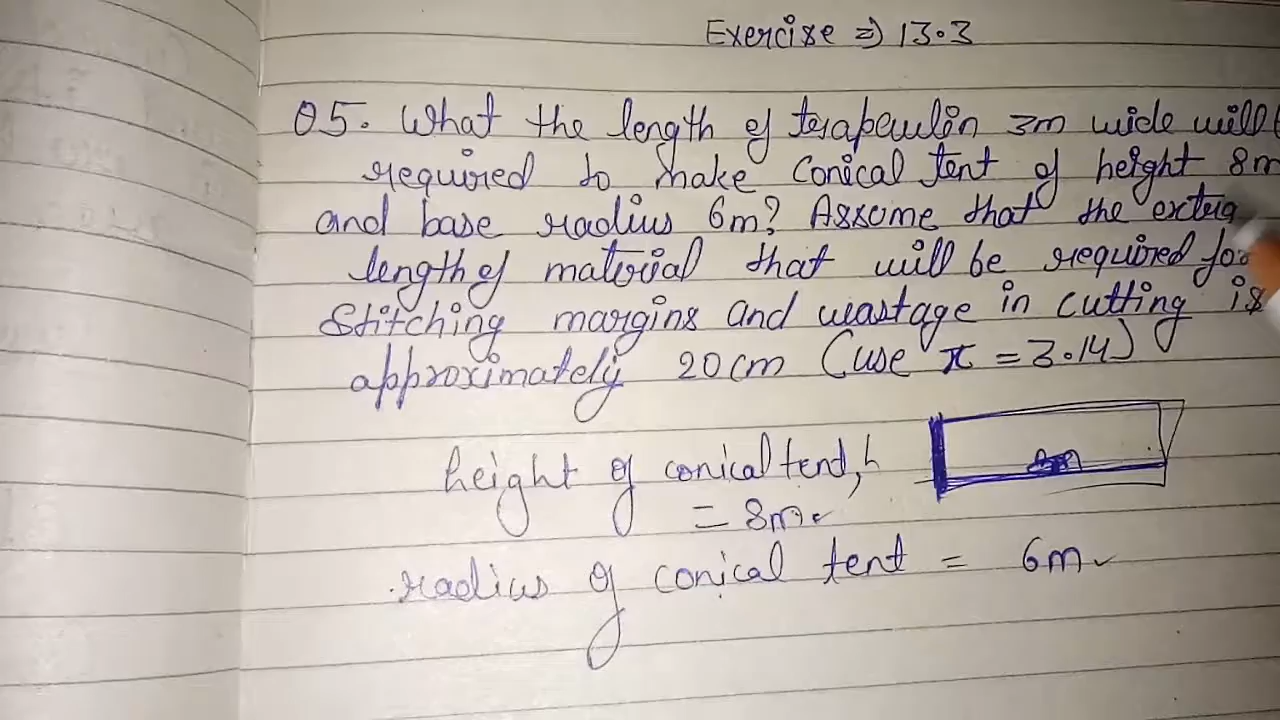 Exercise ⇒ 13.3
Q5. What the length of tarapaulin 3m wide will
required to make Conical tent of height 8m
and base radius 6m? Assume that the extra
length of material that will be required for
Stitching margins and wastage in cutting is
approximately 20cm (use π = 3.14)
height of conical tend, h
= 8m
radius of conical tent = 6m